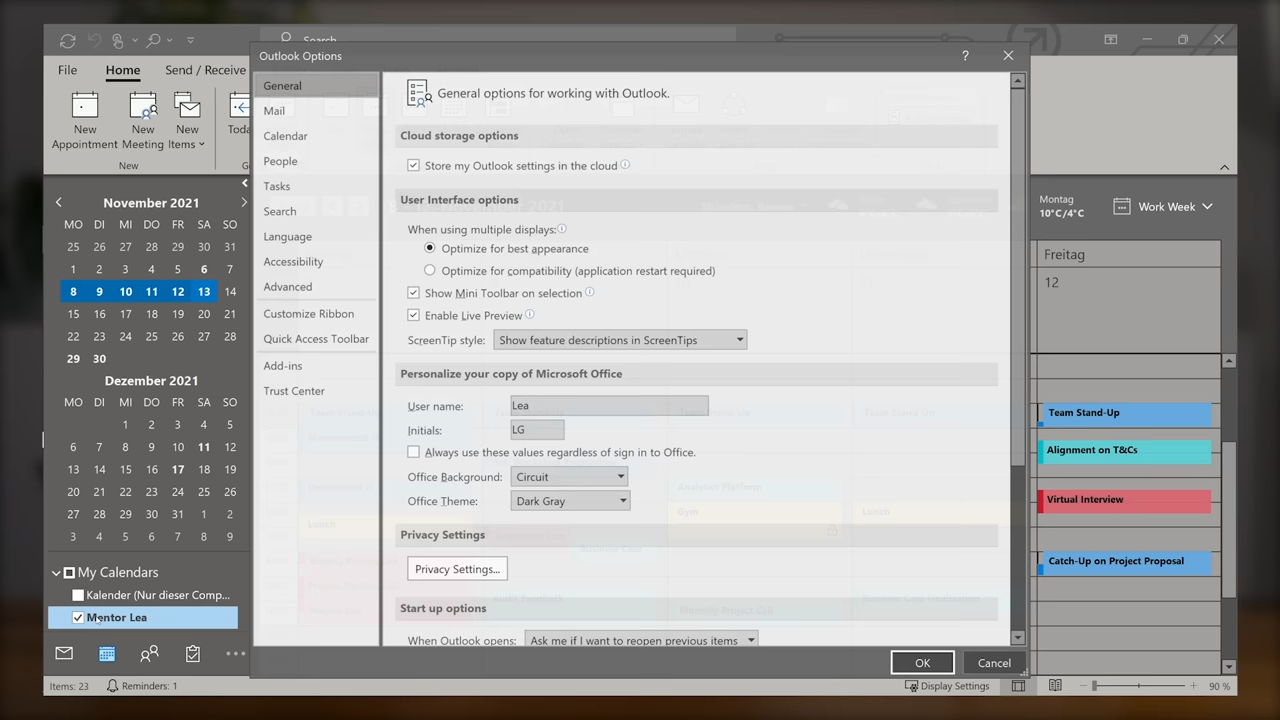 Search
Outlook Options
?
File
Home
Send / Receive
New
Appointment
New
Meeting
New
Items
Toda
New
General
Mail
Calendar
People
Tasks
Search
Language
Accessibility
Advanced
Customize Ribbon
Quick Access Toolbar
Add-ins
Trust Center
General options for working with Outlook.
Cloud storage options
Store my Outlook settings in the cloud
User Interface options
When using multiple displays:
Optimize for best appearance
Optimize for compatibility (application restart required)
Show Mini Toolbar on selection
Enable Live Preview
ScreenTip style:
Show feature descriptions in ScreenTips
Personalize your copy of Microsoft Office
User name:
Lea
Initials:
LG
Always use these values regardless of sign in to Office.
Office Background:
Circuit
Office Theme:
Dark Gray
Privacy Settings
Privacy Settings...
Start up options
When Outlook opens:
Ask me if I want to reopen previous items
OK
Cancel
November 2021
MO DI MI DO FR SA SO
25 26 27 28 29 30 31
1 2 3 4 5 6 7
8 9 10 11 12 13 14
15 16 17 18 19 20 21
22 23 24 25 26 27 28
29 30
Dezember 2021
MO DI MI DO FR SA SO
1 2 3 4 5
6 7 8 9 10 11 12
13 14 15 16 17 18 19
20 21 22 23 24 25 26
27 28 29 30 31 1 2
3 4 5 6 7 8 9
My Calendars
Kalender (Nur dieser Comp...
Mentor Lea
Montag
10°C/4°C
Work Week
Freitag
12
Team Stand-Up
Alignment on T&Cs
Virtual Interview
Catch-Up on Project Proposal
Items: 23
Reminders: 1
Display Settings
90 %